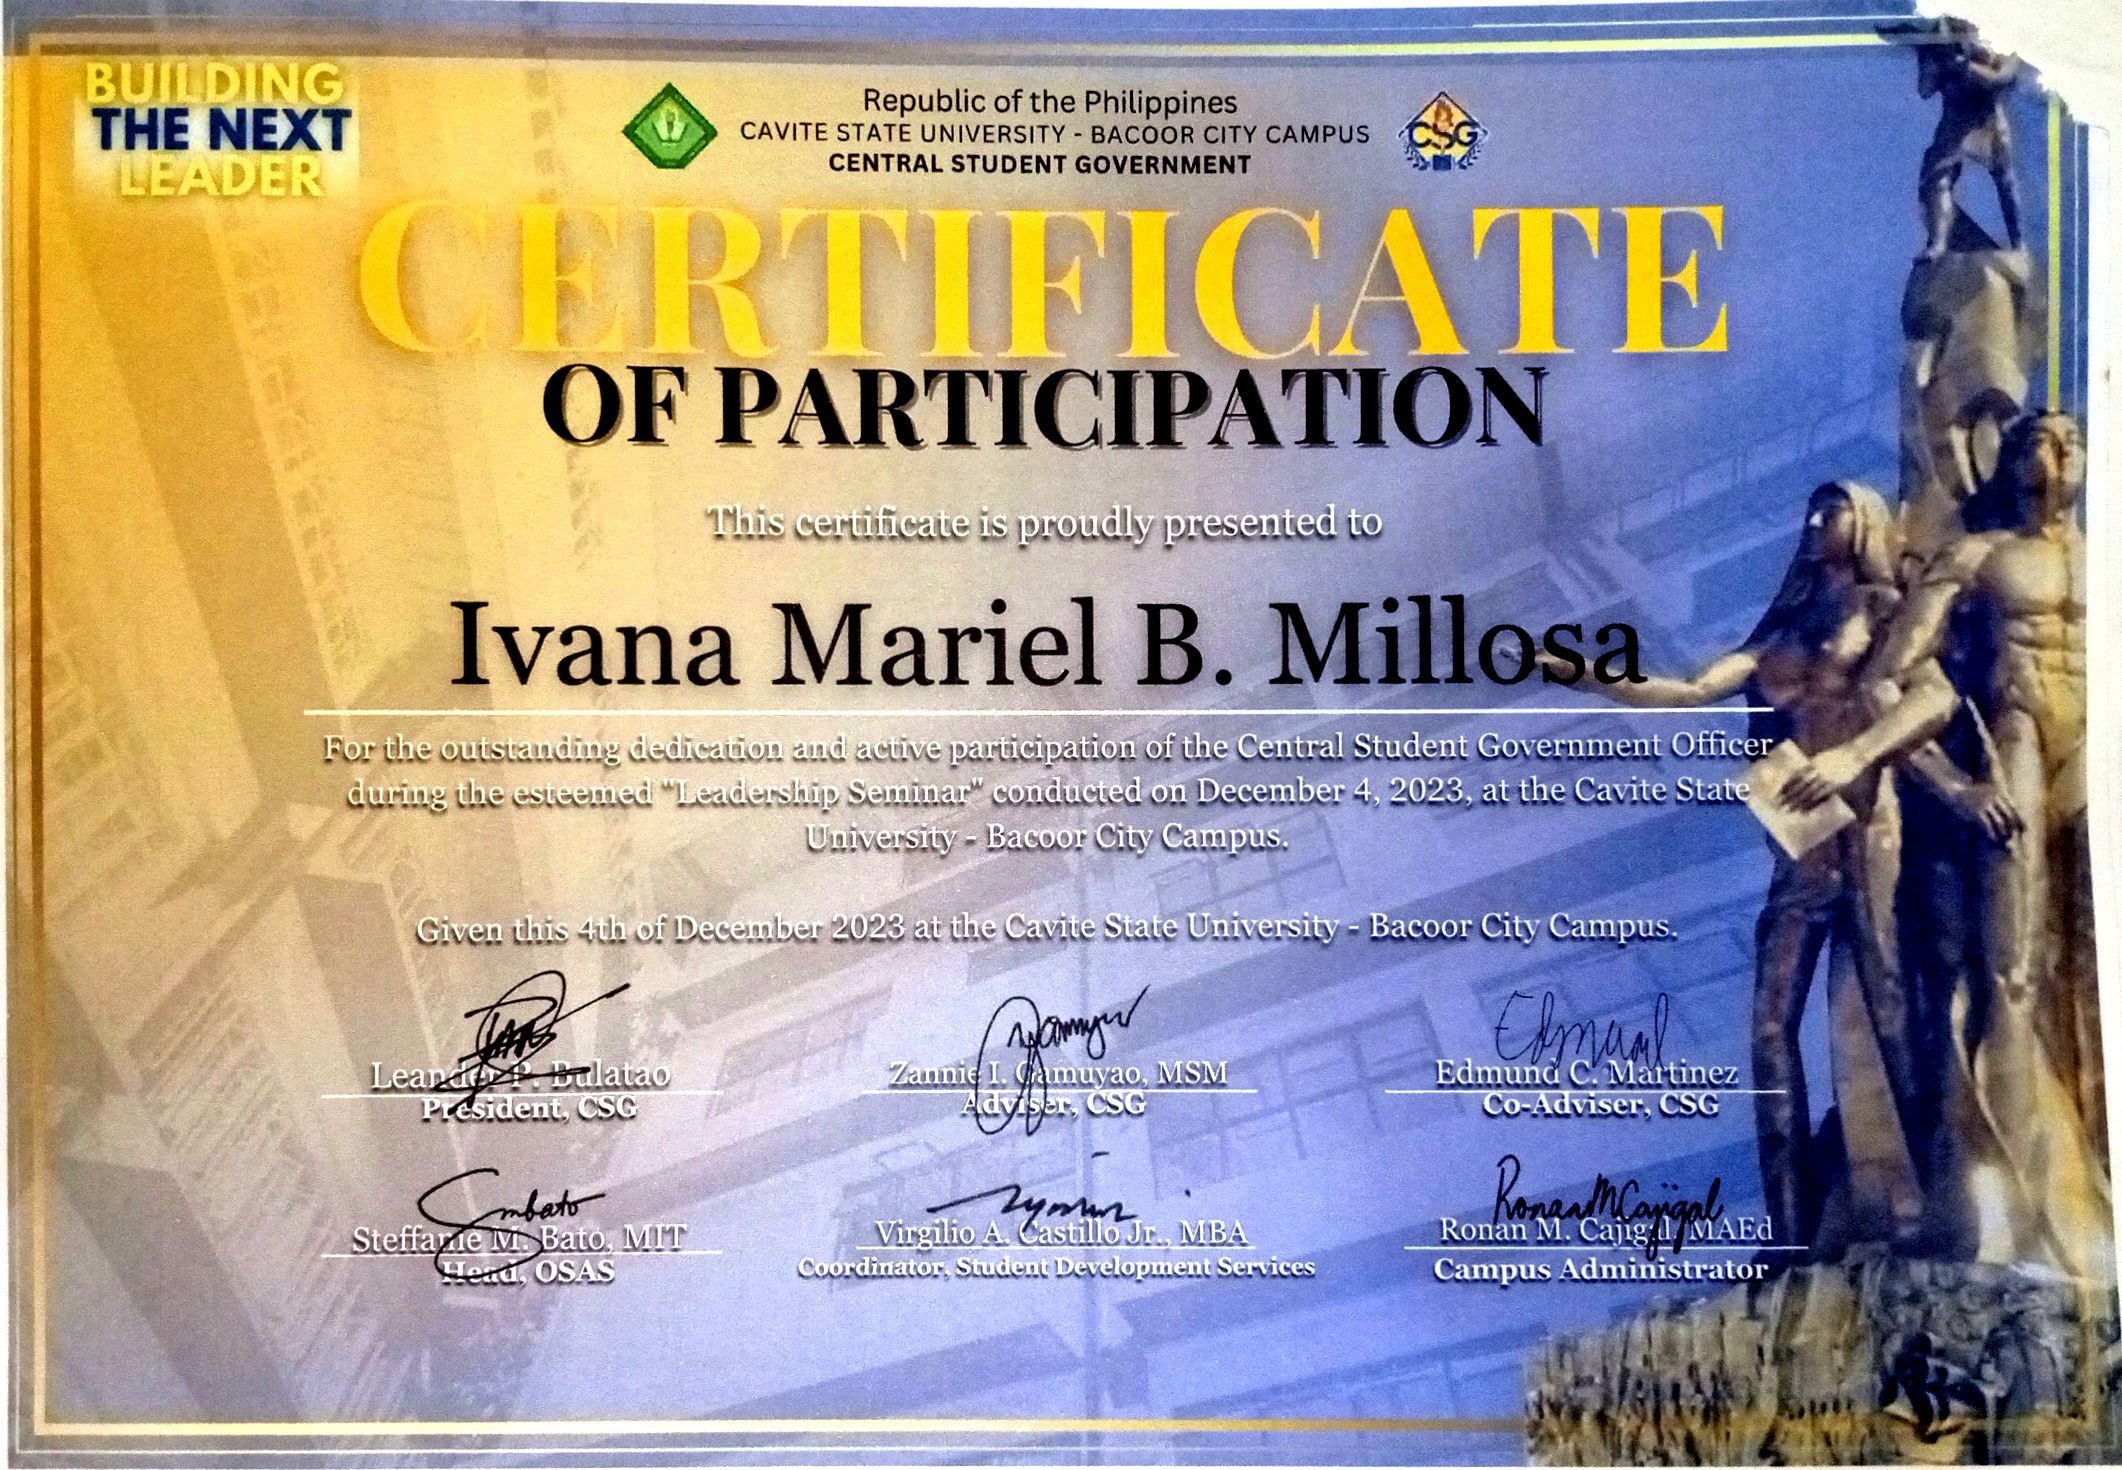 BUILDING
THE NEXT
LEADER
Republic of the Philippines
CAVITE STATE UNIVERSITY - BACOOR CITY CAMPUS
CENTRAL STUDENT GOVERNMENT
CSG
CERTIFICATE
OF PARTICIPATION
This certificate is proudly presented to
Ivana Mariel B. Millosa
For the outstanding dedication and active participation of the Central Student Government Officer
during the esteemed "Leadership Seminar" conducted on December 4, 2023, at the Cavite State
University - Bacoor City Campus.
Given this 4th of December 2023 at the Cavite State University - Bacoor City Campus.
Leander P. Bulatao
President, CSG
Zannie I. Gamuyao, MSM
Adviser, CSG
Edmund
Edmund C. Martinez
Co-Adviser, CSG
Smbato
Steffanie M. Bato, MIT
Head, OSAS
Virgilio A. Castillo Jr., MBA
Coordinator, Student Development Services
Ronan M Cajigal
Ronan M. Cajigal, MAEd
Campus Administrator